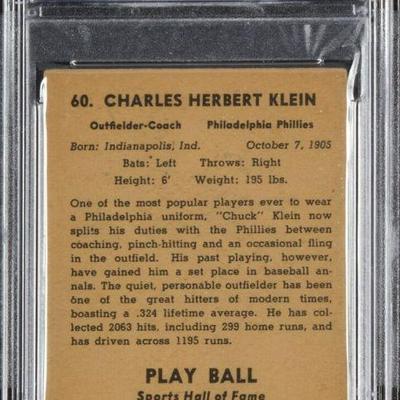 60. CHARLES HERBERT KLEIN
Outfielder-Coach Philadelphia Phillies
Born: Indianapolis, Ind. October 7, 1905
Bats: Left Throws: Right
Height: 6' Weight: 195 lbs.
One of the most popular players ever to wear
a Philadelphia uniform, "Chuck" Klein now
splits his duties with the Phillies between
coaching, pinch-hitting and an occasional fling
in the outfield. His past playing, however,
have gained him a set place in baseball an-
nals. The quiet, personable outfielder has been
one of the great hitters of modern times,
boasting a .324 lifetime average. He has col-
lected 2063 hits, including 299 home runs, and
has driven across 1195 runs.
PLAY BALL
Sports Hall of Fame